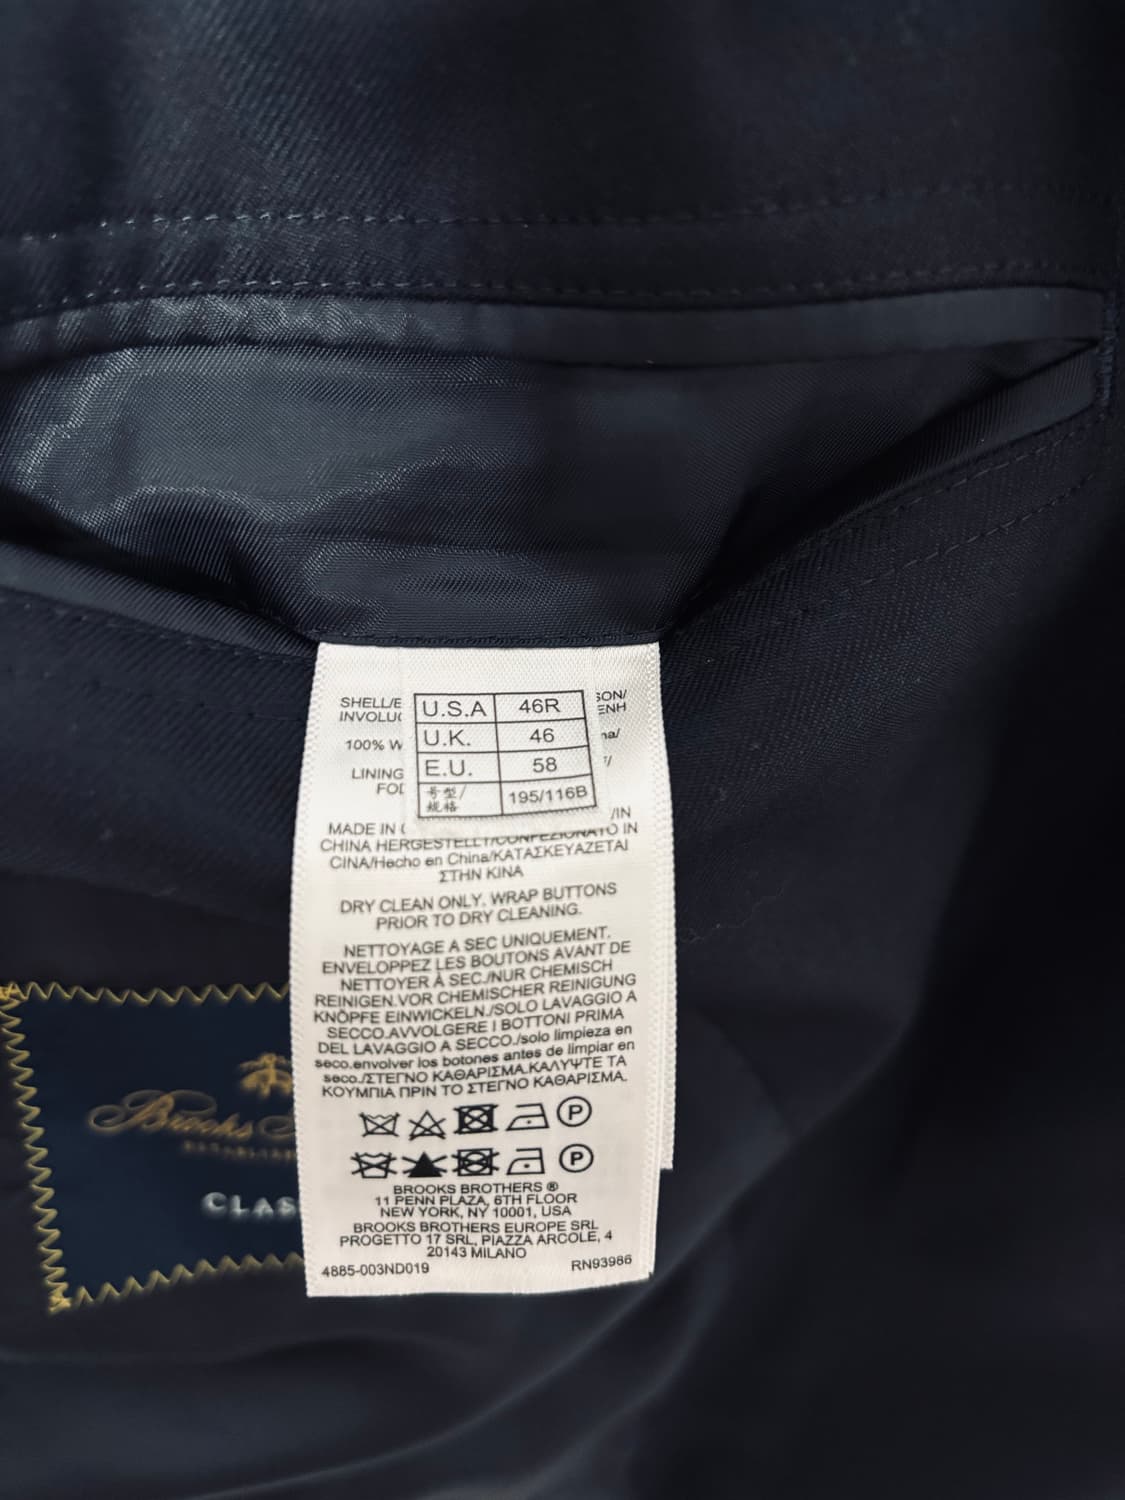 SHELL/E
SON/
INVOLUC
ENH
100% W
na/
LINING
FOD
U.S.A 46R
U.K. 46
E.U. 58
号型/
规格 195/116B
MADE IN
/IN
CHINA HERGESTELLT/CONFEZIONATO IN
CINA/Hecho en China/ΚΑΤΑΣΚΕΥΑΖΕΤΑΙ
ΣΤΗΝ ΚΙΝΑ
DRY CLEAN ONLY. WRAP BUTTONS
PRIOR TO DRY CLEANING.
NETTOYAGE A SEC UNIQUEMENT.
ENVELOPPEZ LES BOUTONS AVANT DE
NETTOYER À SEC./NUR CHEMISCH
REINIGEN.VOR CHEMISCHER REINIGUNG
KNÖPFE EINWICKELN./SOLO LAVAGGIO A
SECCO.AVVOLGERE I BOTTONI PRIMA
DEL LAVAGGIO A SECCO./solo limpieza en
seco.envolver los botones antes de limpiar en
seco./ΣΤΕΓΝΟ ΚΑΘΑΡΙΣΜΑ.ΚΑΛΥΨΤΕ ΤΑ
ΚΟΥΜΠΙΑ ΠΡΙΝ ΤΟ ΣΤΕΓΝΟ ΚΑΘΑΡΙΣΜΑ.
P
P
BROOKS BROTHERS ®
11 PENN PLAZA, 6TH FLOOR
NEW YORK, NY 10001, USA
BROOKS BROTHERS EUROPE SRL
PROGETTO 17 SRL, PIAZZA ARCOLE, 4
20143 MILANO
4885-003ND019 RN93986
Brooks
CLAS